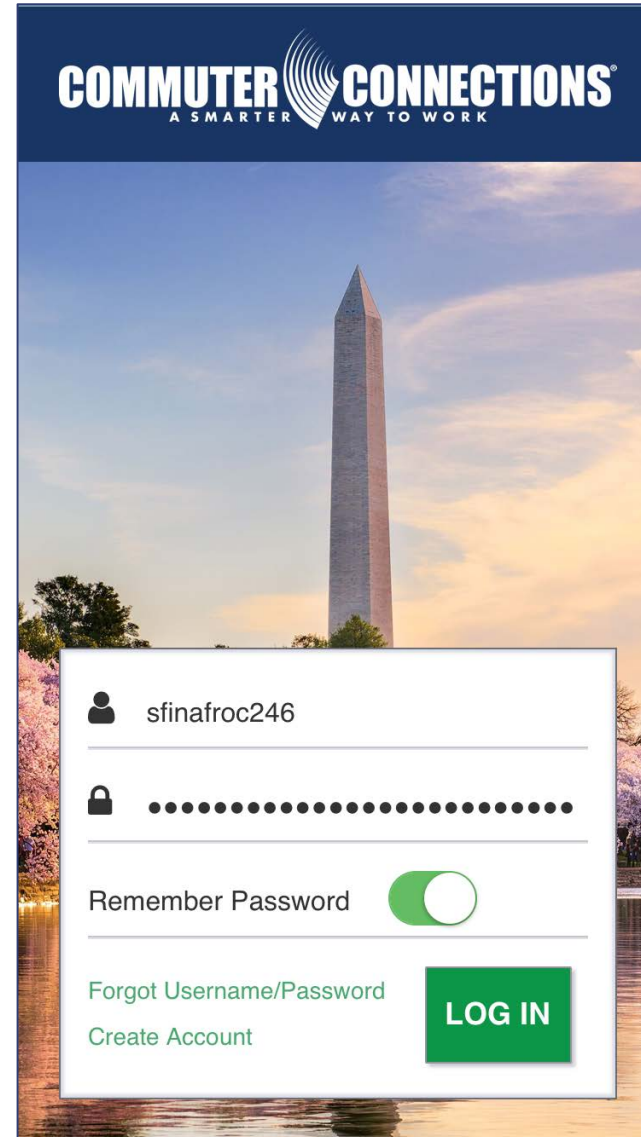 COMMUTER CONNECTIONS®
A SMARTER WAY TO WORK
sfinafroc246
••••••••••••••••••••••••••
Remember Password
Forgot Username/Password
LOG IN
Create Account